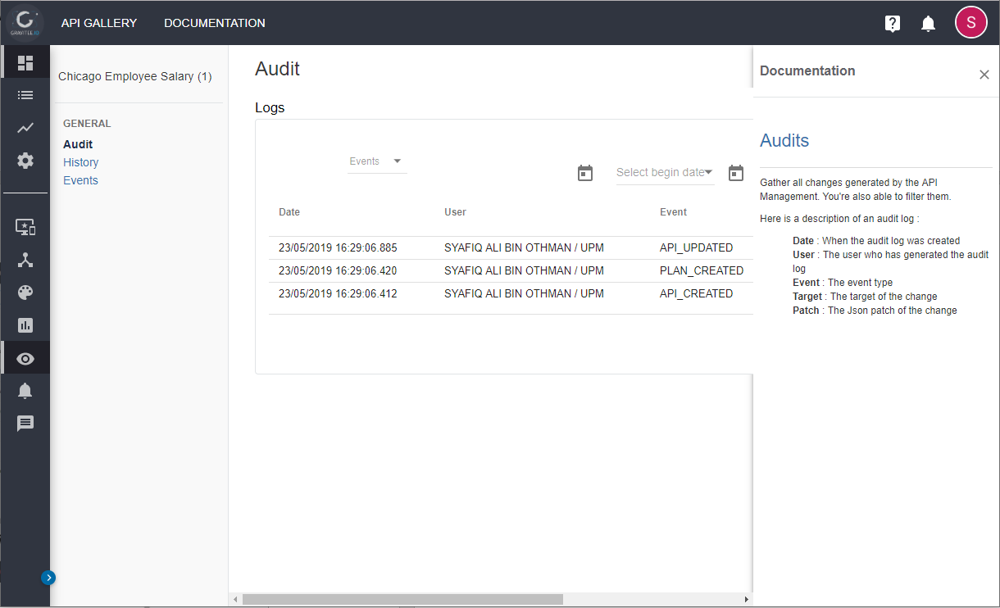 GRAVITEE.IO
API GALLERY
DOCUMENTATION
S
Chicago Employee Salary (1)
GENERAL
Audit
History
Events
Audit
Logs
Events
Select begin date
Date User Event
23/05/2019 16:29:06.885 SYAFIQ ALI BIN OTHMAN / UPM API_UPDATED
23/05/2019 16:29:06.420 SYAFIQ ALI BIN OTHMAN / UPM PLAN_CREATED
23/05/2019 16:29:06.412 SYAFIQ ALI BIN OTHMAN / UPM API_CREATED
Documentation
Audits
Gather all changes generated by the API
Management. You're also able to filter them.
Here is a description of an audit log :
Date : When the audit log was created
User : The user who has generated the audit
log
Event : The event type
Target : The target of the change
Patch : The Json patch of the change